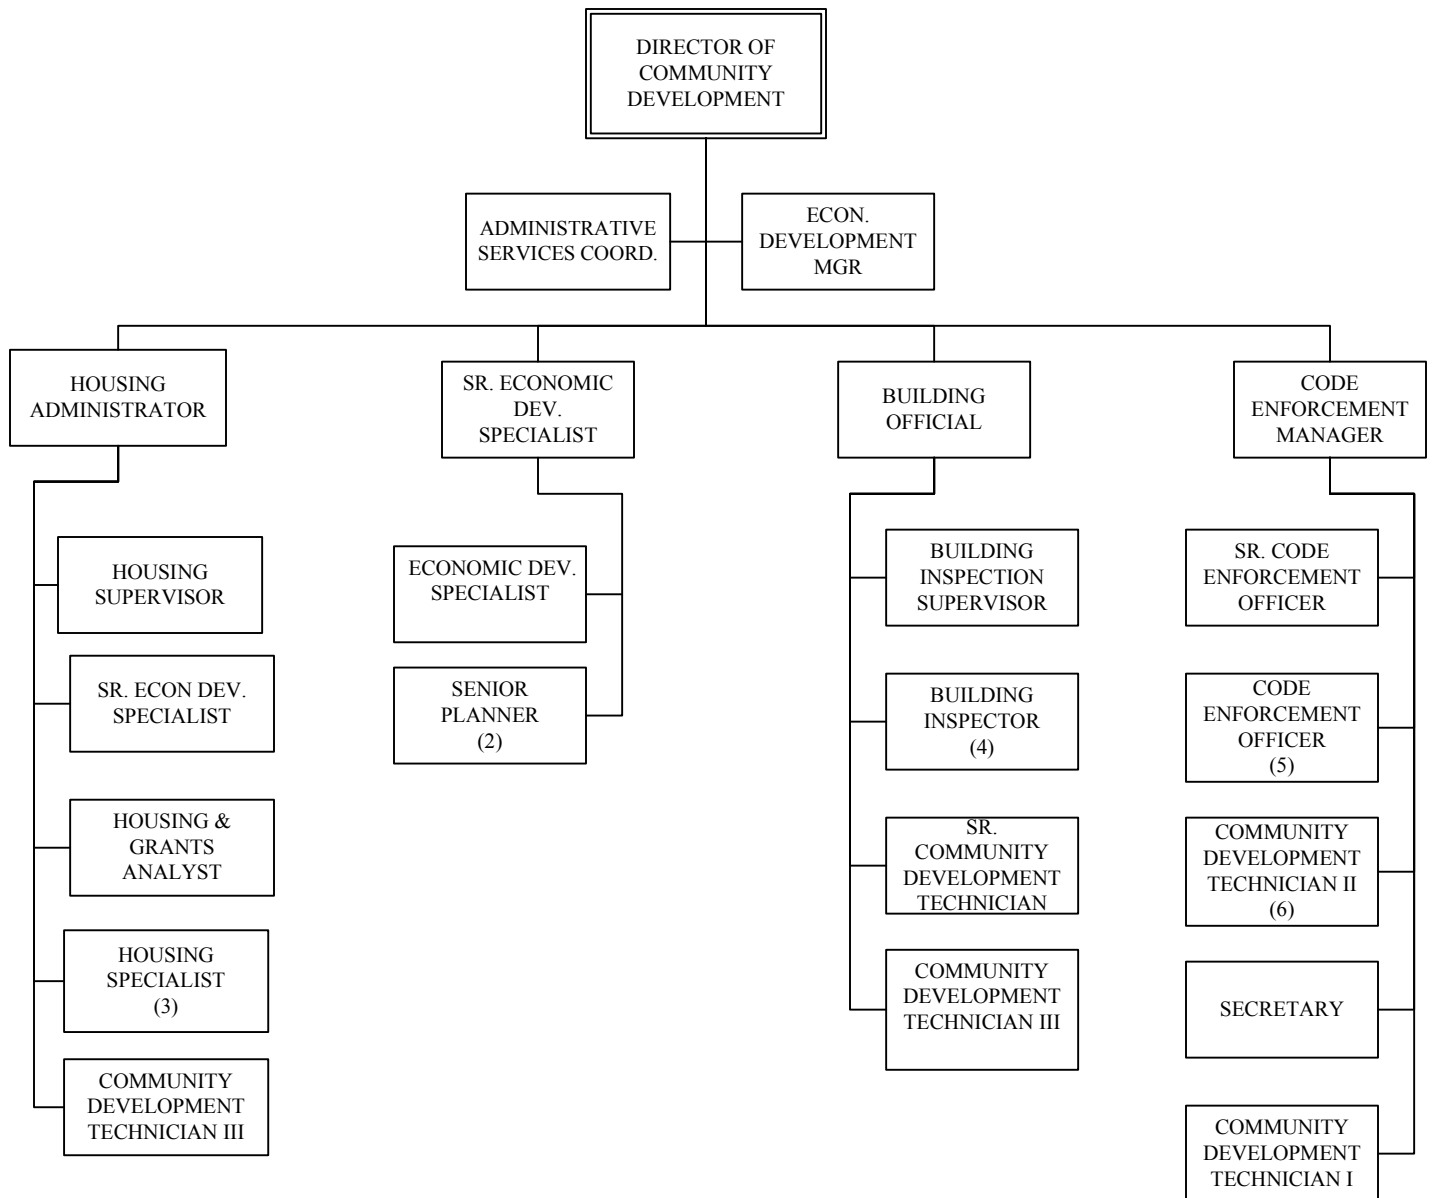 DIRECTOR OF
COMMUNITY
DEVELOPMENT
ADMINISTRATIVE
SERVICES COORD.
ECON.
DEVELOPMENT
MGR
HOUSING
ADMINISTRATOR
SR. ECONOMIC
DEV.
SPECIALIST
BUILDING
OFFICIAL
CODE
ENFORCEMENT
MANAGER
HOUSING
SUPERVISOR
SR. ECON DEV.
SPECIALIST
HOUSING &
GRANTS
ANALYST
HOUSING
SPECIALIST
(3)
COMMUNITY
DEVELOPMENT
TECHNICIAN III
ECONOMIC DEV.
SPECIALIST
SENIOR
PLANNER
(2)
BUILDING
INSPECTION
SUPERVISOR
BUILDING
INSPECTOR
(4)
SR.
COMMUNITY
DEVELOPMENT
TECHNICIAN
COMMUNITY
DEVELOPMENT
TECHNICIAN III
SR. CODE
ENFORCEMENT
OFFICER
CODE
ENFORCEMENT
OFFICER
(5)
COMMUNITY
DEVELOPMENT
TECHNICIAN II
(6)
SECRETARY
COMMUNITY
DEVELOPMENT
TECHNICIAN I